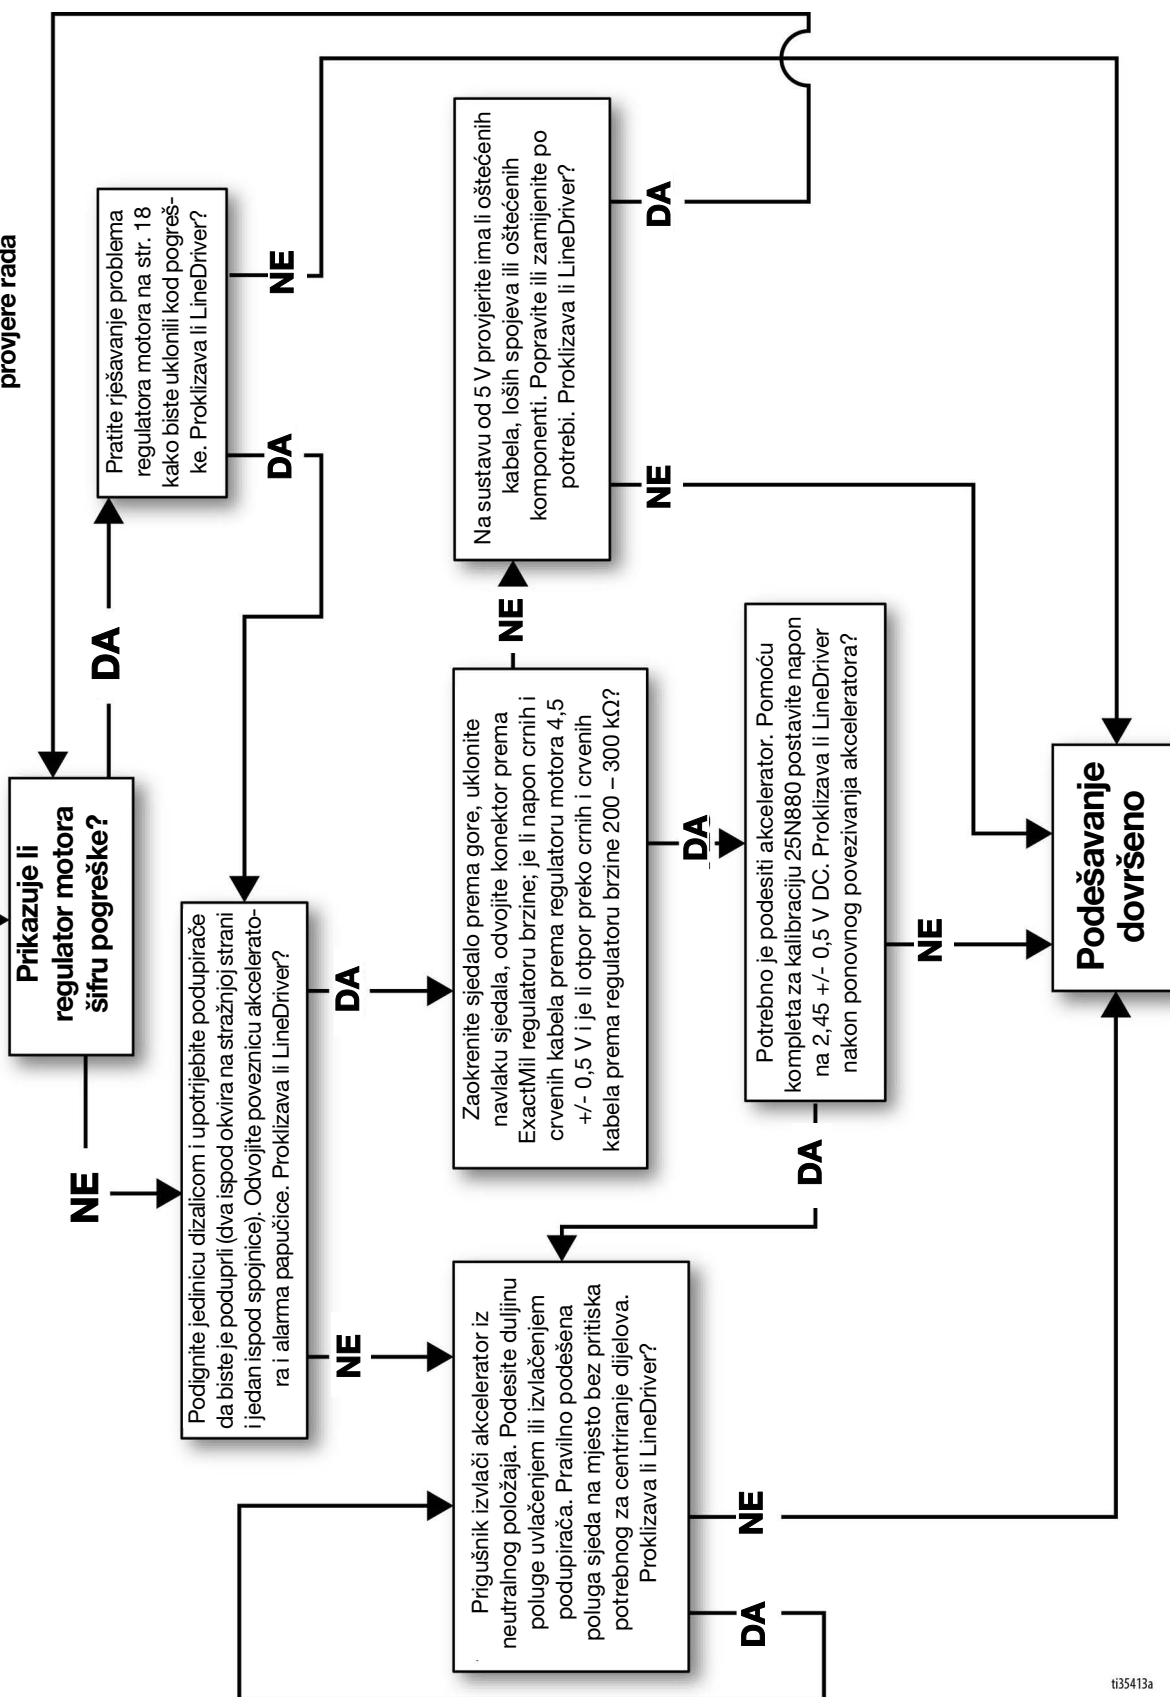 provjere rada
Prikazuje li
regulator motora
šifru pogreške?
NE
DA
Pratite rješavanje problema
regulatora motora na str. 18
kako biste uklonili kod pogreš-
ke. Proklizava li LineDriver?
DA
NE
Podignite jedinicu dizalicom i upotrijebite podupirače
da biste je poduprli (dva ispod okvira na stražnjoj strani
i jedan ispod spojnice). Odvojite poveznicu akcelerato-
ra i alarma papučice. Proklizava li LineDriver?
NE
DA
Zaokrenite sjedalo prema gore, uklonite
navlaku sjedala, odvojite konektor prema
ExactMil regulatoru brzine; je li napon crnih i
crvenih kabela prema regulatoru motora 4,5
+/- 0,5 V i je li otpor preko crnih i crvenih
kabela prema regulatoru brzine 200 – 300 kΩ?
NE
DA
Na sustavu od 5 V provjerite ima li oštećenih
kabela, loših spojeva ili oštećenih
komponenti. Popravite ili zamijenite po
potrebi. Proklizava li LineDriver?
NE
DA
Prigušnik izvlači akcelerator iz
neutralnog položaja. Podesite duljinu
poluge uvlačenjem ili izvlačenjem
podupirača. Pravilno podešena
poluga sjeda na mjesto bez pritiska
potrebnog za centriranje dijelova.
Proklizava li LineDriver?
DA
NE
Potrebno je podesiti akcelerator. Pomoću
kompleta za kalibraciju 25N880 postavite napon
na 2,45 +/- 0,5 V DC. Proklizava li LineDriver
nakon ponovnog povezivanja akceleratora?
DA
NE
Podešavanje
dovršeno
ti35413a